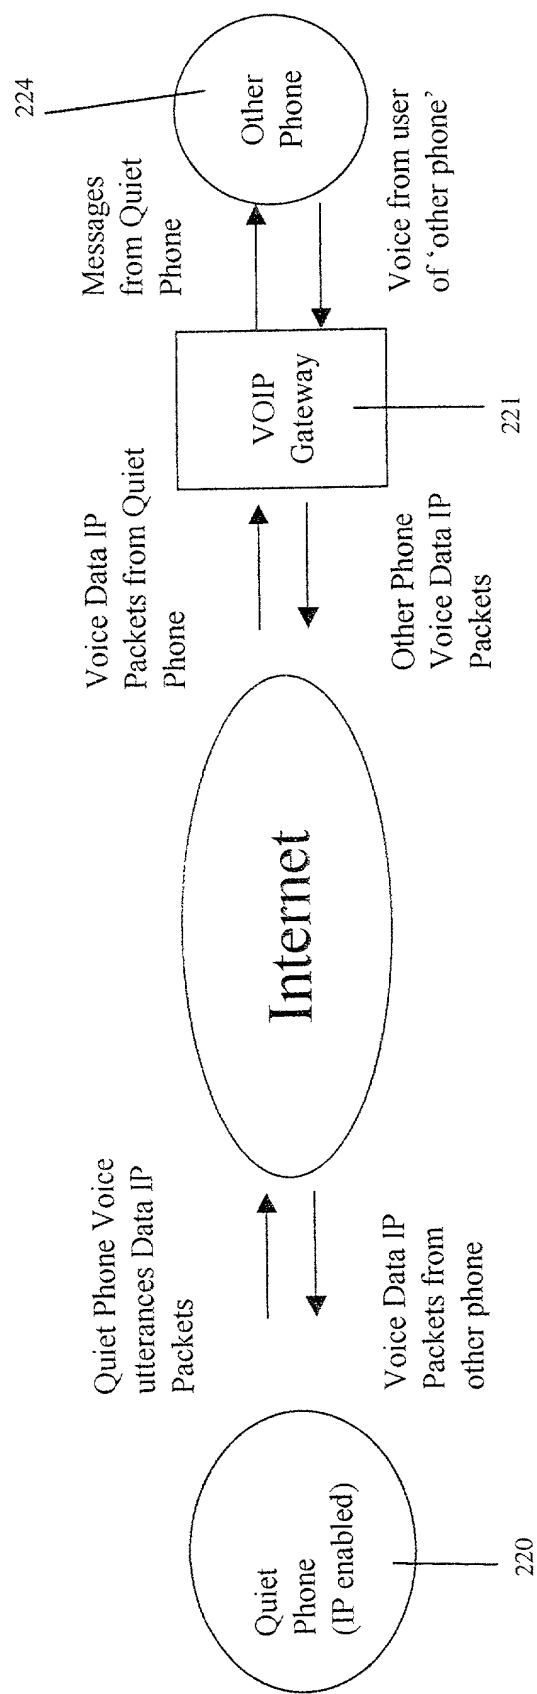 Quiet
Phone
(IP enabled)
220
Quiet Phone Voice
utterances Data IP
Packets
Voice Data IP
Packets from
other phone
Internet
Voice Data IP
Packets from Quiet
Phone
Other Phone
Voice Data IP
Packets
VOIP
Gateway
221
Messages
from Quiet
Phone
Voice from user
of ‘other phone’
Other
Phone
224